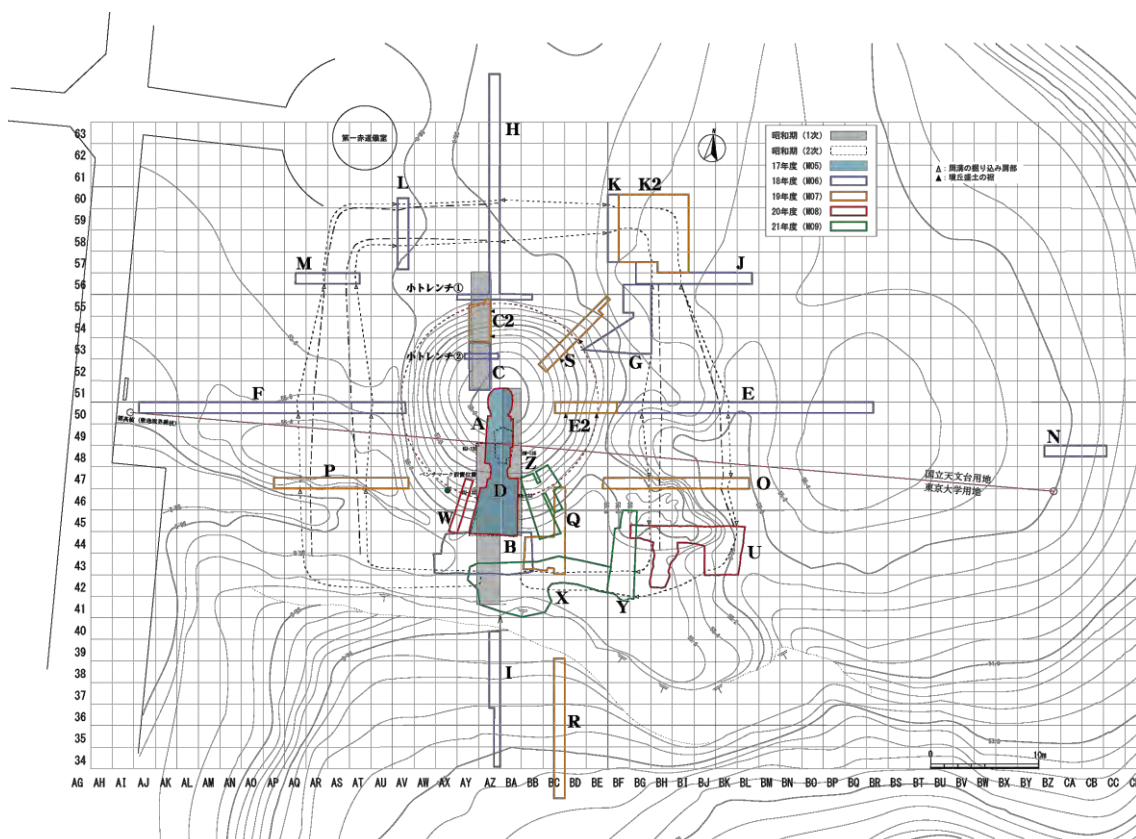 第一赤道儀室
N
昭和期（1次）
昭和期（2次）
17年度（M05）
18年度（M06）
19年度（M07）
20年度（M08）
21年度（M09）
△：周溝の掘り込み肩部
▲：墳丘盛土の裾
H
L
K
K2
M
J
小トレンチ①
C2
小トレンチ②
S
G
C
F
E
A
E2
N
Z
国立天文台用地
東京大学用地
P
D
O
W
Q
B
U
X
Y
I
R
0
10m
63
62
61
60
59
58
57
56
55
54
53
52
51
50
49
48
47
46
45
44
43
42
41
40
39
38
37
36
35
34
AG AH AI AJ AK AL AM AN AO AP AQ AR AS AT AU AV AW AX AY AZ BA BB BC BD BE BF BG BH BI BJ BK BL BM BN BO BP BQ BR BS BT BU BV BW BX BY BZ CA CB CC